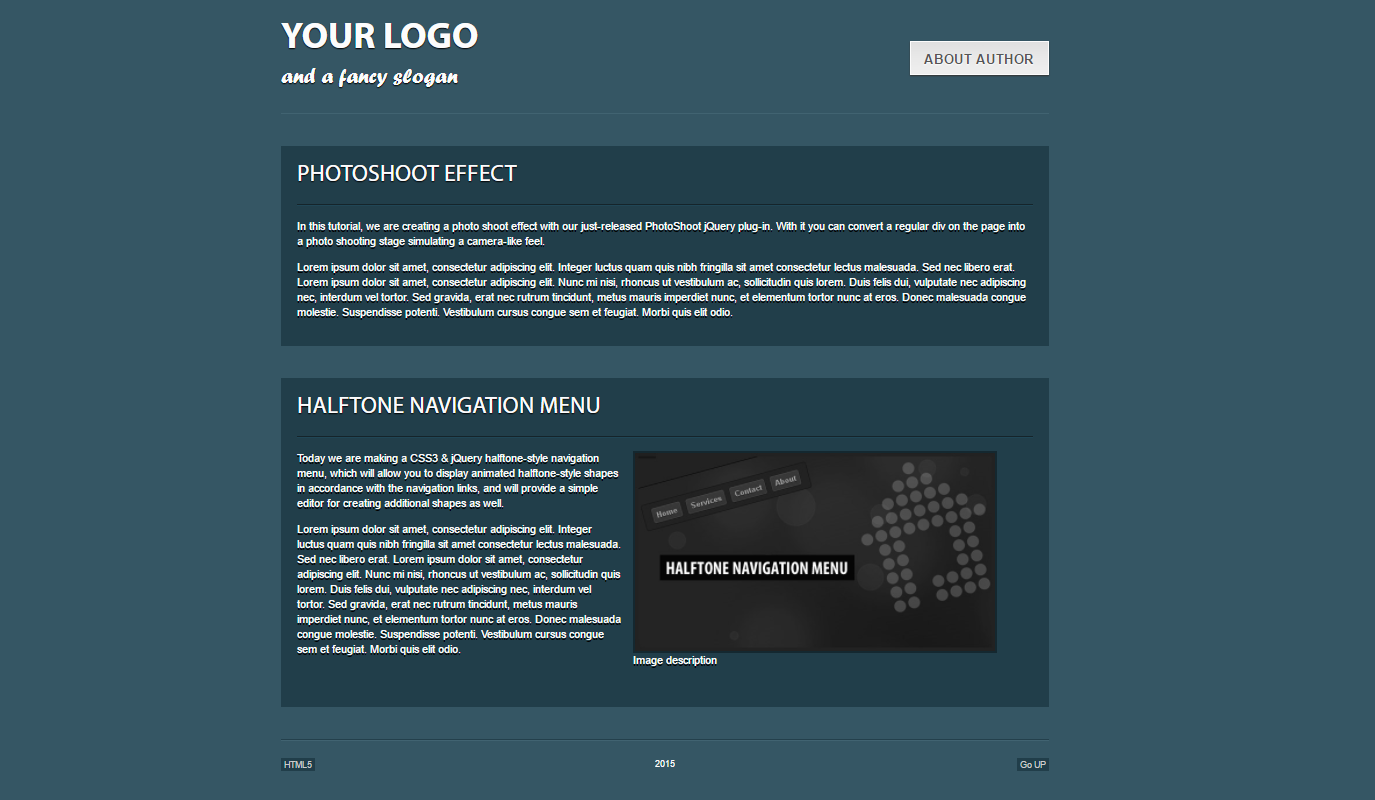 YOUR LOGO
and a fancy slogan
ABOUT AUTHOR
PHOTOSHOOT EFFECT
In this tutorial, we are creating a photo shoot effect with our just-released PhotoShoot jQuery plug-in. With it you can convert a regular div on the page into
a photo shooting stage simulating a camera-like feel.
Lorem ipsum dolor sit amet, consectetur adipiscing elit. Integer luctus quam quis nibh fringilla sit amet consectetur lectus malesuada. Sed nec libero erat.
Lorem ipsum dolor sit amet, consectetur adipiscing elit. Nunc mi nisi, rhoncus ut vestibulum ac, sollicitudin quis lorem. Duis felis dui, vulputate nec adipiscing
nec, interdum vel tortor. Sed gravida, erat nec rutrum tincidunt, metus mauris imperdiet nunc, et elementum tortor nunc at eros. Donec malesuada congue
molestie. Suspendisse potenti. Vestibulum cursus congue sem et feugiat. Morbi quis elit odio.
HALFTONE NAVIGATION MENU
Today we are making a CSS3 & jQuery halftone-style navigation
menu, which will allow you to display animated halftone-style shapes
in accordance with the navigation links, and will provide a simple
editor for creating additional shapes as well.
Lorem ipsum dolor sit amet, consectetur adipiscing elit. Integer
luctus quam quis nibh fringilla sit amet consectetur lectus malesuada.
Sed nec libero erat. Lorem ipsum dolor sit amet, consectetur
adipiscing elit. Nunc mi nisi, rhoncus ut vestibulum ac, sollicitudin quis
lorem. Duis felis dui, vulputate nec adipiscing nec, interdum vel
tortor. Sed gravida, erat nec rutrum tincidunt, metus mauris
imperdiet nunc, et elementum tortor nunc at eros. Donec malesuada
congue molestie. Suspendisse potenti. Vestibulum cursus congue
sem et feugiat. Morbi quis elit odio.
Home Services Contact About
HALFTONE NAVIGATION MENU
Image description
HTML5
2015
Go UP